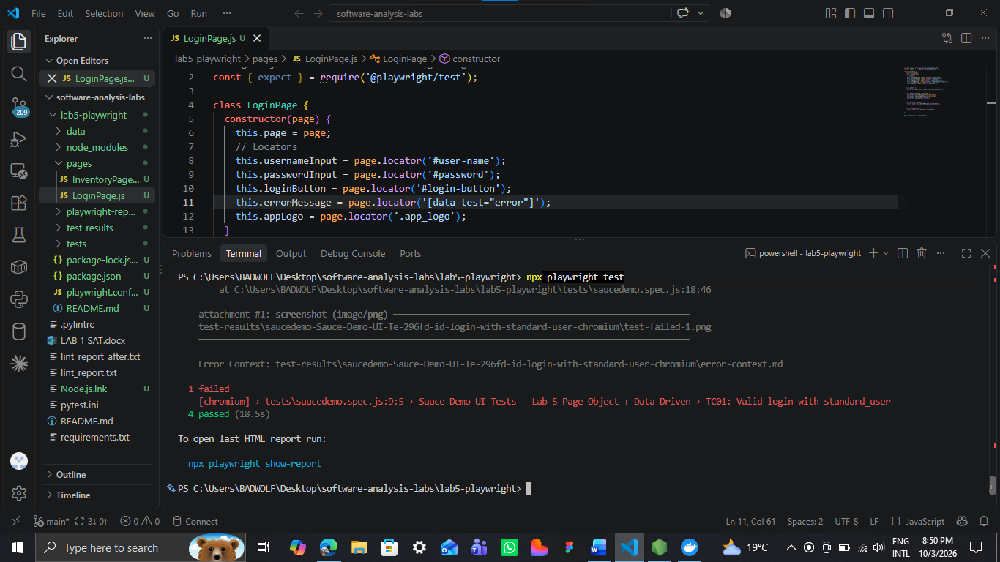 File Edit Selection View Go Run ···
software-analysis-labs
Explorer
Open Editors
JS LoginPage.js... U
software-analysis-labs
lab5-playwright
data
node_modules
pages
JS InventoryPage... U
JS LoginPage.js U
playwright-rep...
test-results
tests
{} package-lock.js... U
{} package.json U
JS playwright.conf... U
README.md U
.pylintrc
LAB 1 SAT.docx
lint_report_after.txt
lint_report.txt
Node.js.lnk U
pytest.ini
README.md
requirements.txt
Outline
Timeline
209
JS LoginPage.js U
lab5-playwright > pages > JS LoginPage.js > LoginPage > constructor
2 const { expect } = require('@playwright/test');
3
4 class LoginPage {
5 constructor(page) {
6 this.page = page;
7 // Locators
8 this.usernameInput = page.locator('#user-name');
9 this.passwordInput = page.locator('#password');
10 this.loginButton = page.locator('#login-button');
11 this.errorMessage = page.locator('[data-test="error"]');
12 this.appLogo = page.locator('.app_logo');
13 }
Problems Terminal Output Debug Console Ports
powershell - lab5-playwright
PS C:\Users\BADWOLF\Desktop\software-analysis-labs\lab5-playwright> npx playwright test
at C:\Users\BADWOLF\Desktop\software-analysis-labs\lab5-playwright\tests\saucedemo.spec.js:18:46
attachment #1: screenshot (image/png)
test-results\saucedemo-Sauce-Demo-UI-Te-296fd-id-login-with-standard-user-chromium\test-failed-1.png
Error Context: test-results\saucedemo-Sauce-Demo-UI-Te-296fd-id-login-with-standard-user-chromium\error-context.md
1 failed
[chromium] › tests\saucedemo.spec.js:9:5 › Sauce Demo UI Tests - Lab 5 Page Object + Data-Driven › TC01: Valid login with standard_user
4 passed (18.5s)
To open last HTML report run:
npx playwright show-report
PS C:\Users\BADWOLF\Desktop\software-analysis-labs\lab5-playwright>
main* 3↓ 0↑ 0 0 Connect
Ln 11, Col 61 Spaces: 2 UTF-8 LF {} JavaScript
Type here to search
19°C
ENG
INTL
8:50 PM
10/3/2026